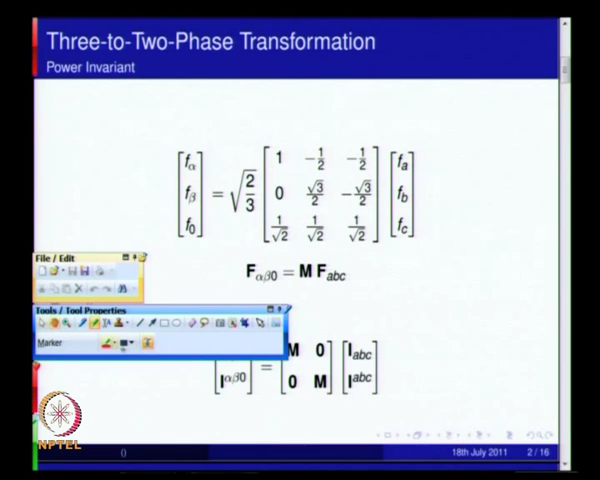 Three-to-Two-Phase Transformation
Power Invariant
[fα fβ f0] = √(2/3) [1 −1/2 −1/2; 0 √3/2 −√3/2; 1/√2 1/√2 1/√2] [fa fb fc]
Fαβ0 = M Fabc
File / Edit
Tools / Tool Properties
Marker
[Iαβ0] = [M 0; 0 M] [Iabc; Iabc]
NPTEL
()
18th July 2011
2 / 16